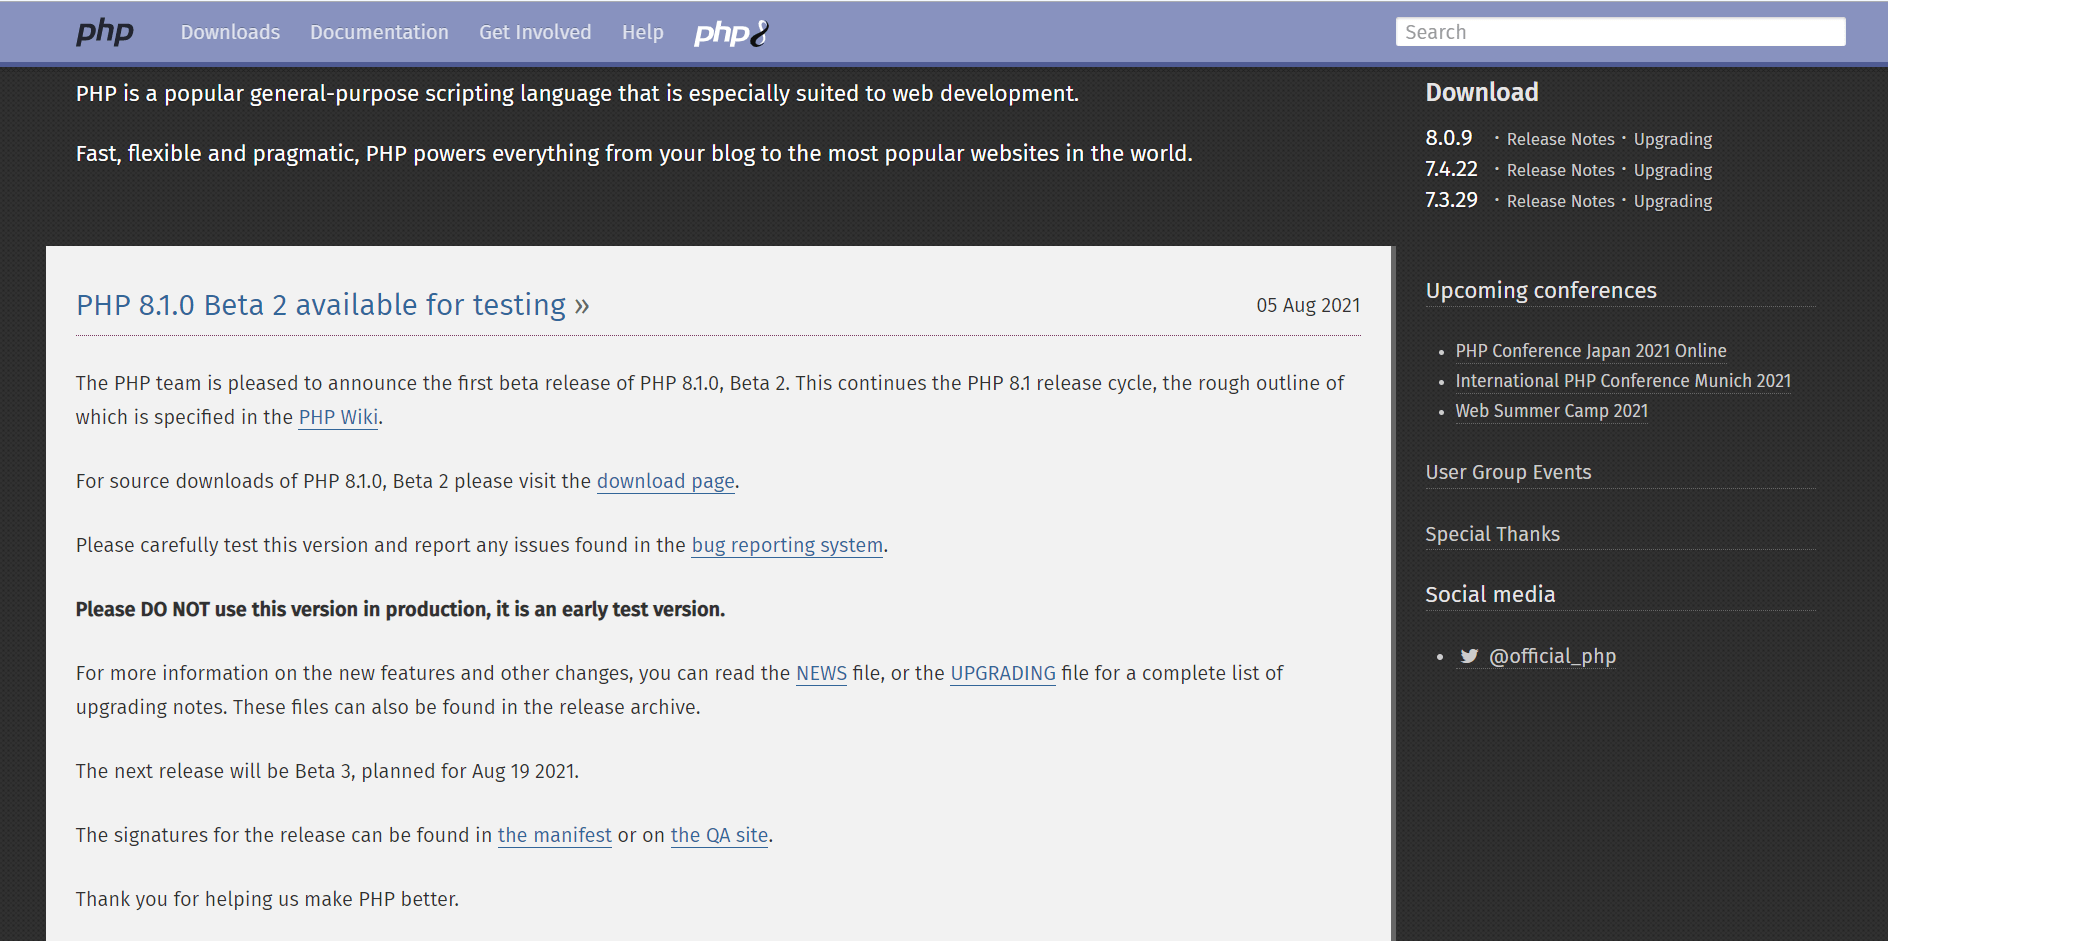 php Downloads Documentation Get Involved Help php8 Search
PHP is a popular general-purpose scripting language that is especially suited to web development.
Fast, flexible and pragmatic, PHP powers everything from your blog to the most popular websites in the world.
Download
8.0.9 · Release Notes · Upgrading
7.4.22 · Release Notes · Upgrading
7.3.29 · Release Notes · Upgrading
PHP 8.1.0 Beta 2 available for testing » 05 Aug 2021
The PHP team is pleased to announce the first beta release of PHP 8.1.0, Beta 2. This continues the PHP 8.1 release cycle, the rough outline of
which is specified in the PHP Wiki.
For source downloads of PHP 8.1.0, Beta 2 please visit the download page.
Please carefully test this version and report any issues found in the bug reporting system.
Please DO NOT use this version in production, it is an early test version.
For more information on the new features and other changes, you can read the NEWS file, or the UPGRADING file for a complete list of
upgrading notes. These files can also be found in the release archive.
The next release will be Beta 3, planned for Aug 19 2021.
The signatures for the release can be found in the manifest or on the QA site.
Thank you for helping us make PHP better.
Upcoming conferences
• PHP Conference Japan 2021 Online
• International PHP Conference Munich 2021
• Web Summer Camp 2021
User Group Events
Special Thanks
Social media
• @official_php